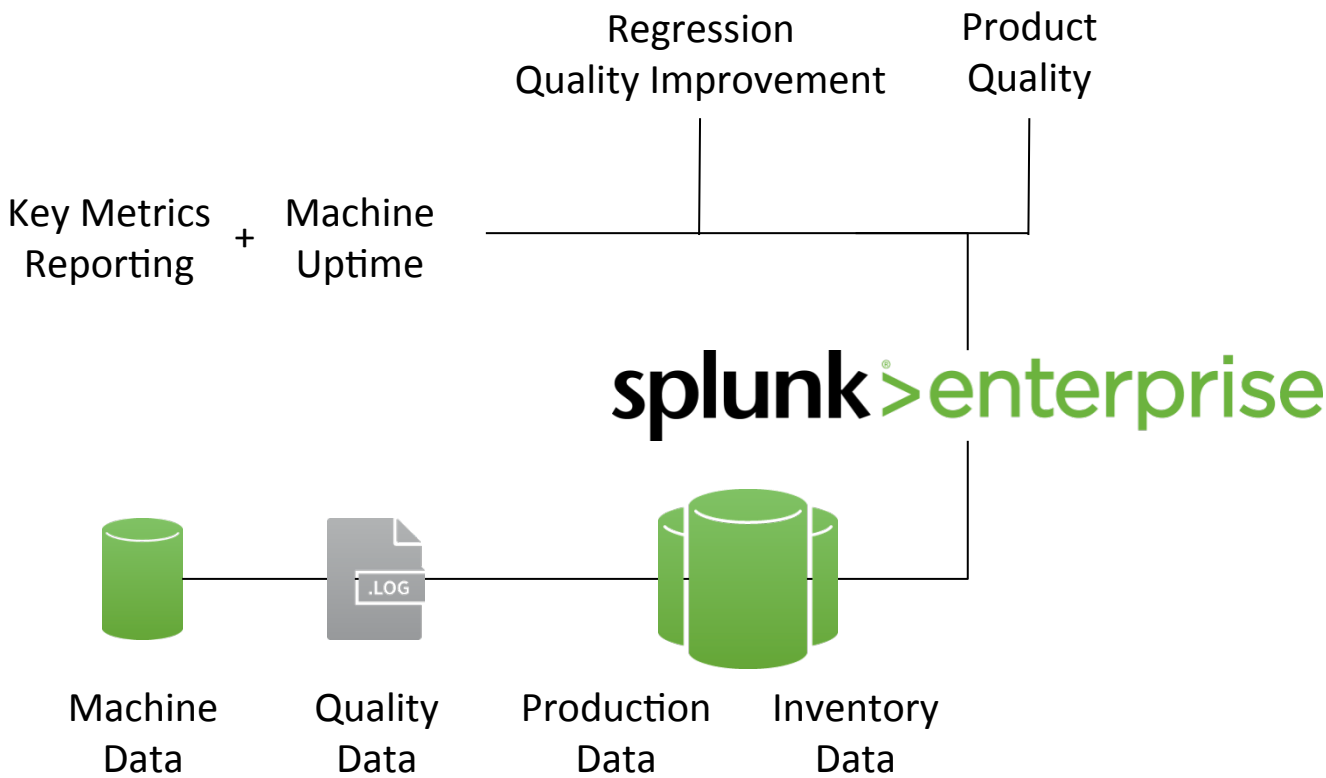 Regression
Quality Improvement
Product
Quality
Key Metrics
Reporting
+
Machine
Uptime
splunk>enterprise®
.LOG
Machine
Data
Quality
Data
Production
Data
Inventory
Data